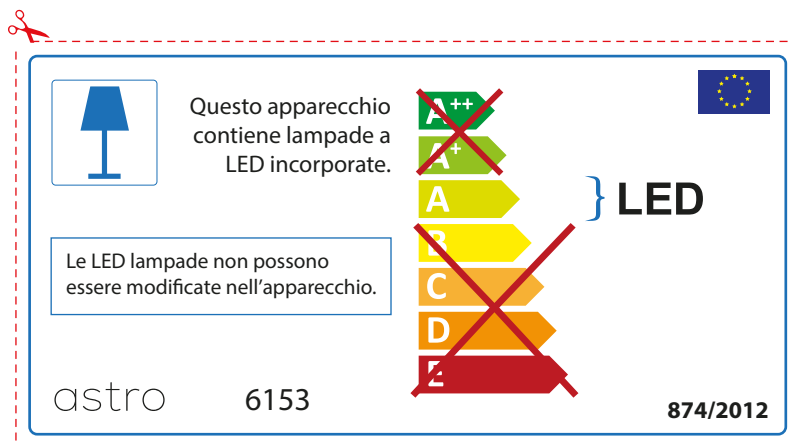 Questo apparecchio
contiene lampade a
LED incorporate.
Le LED lampade non possono
essere modificate nell'apparecchio.
A++
A+
A
B
C
D
E
LED
astro
6153
874/2012